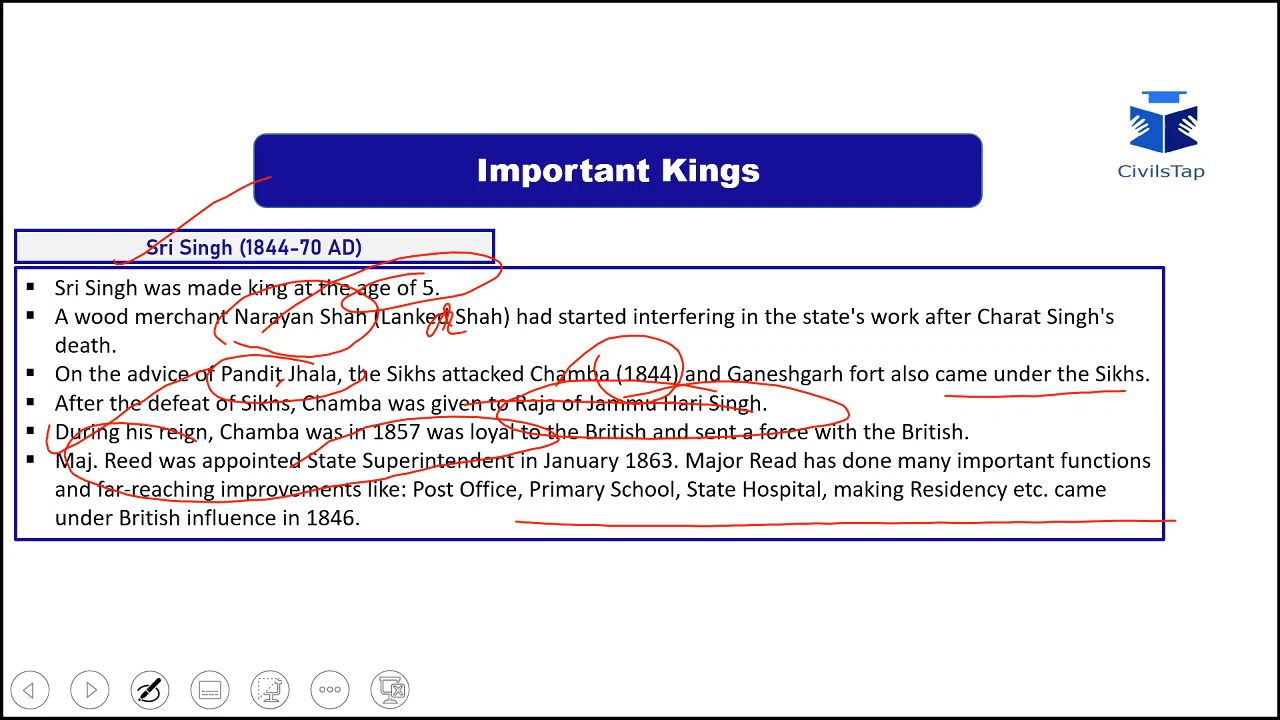 CivilsTap
Important Kings
Sri Singh (1844-70 AD)
▪ Sri Singh was made king at the age of 5.
▪ A wood merchant Narayan Shah (Lanked Shah) had started interfering in the state's work after Charat Singh's
death.
▪ On the advice of Pandit Jhala, the Sikhs attacked Chamba (1844) and Ganeshgarh fort also came under the Sikhs.
▪ After the defeat of Sikhs, Chamba was given to Raja of Jammu Hari Singh.
▪ During his reign, Chamba was in 1857 was loyal to the British and sent a force with the British.
▪ Maj. Reed was appointed State Superintendent in January 1863. Major Read has done many important functions
and far-reaching improvements like: Post Office, Primary School, State Hospital, making Residency etc. came
under British influence in 1846.